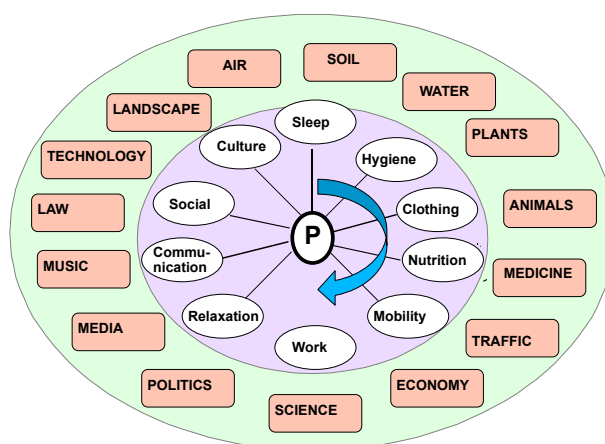 AIR
SOIL
WATER
PLANTS
ANIMALS
MEDICINE
TRAFFIC
ECONOMY
SCIENCE
POLITICS
MEDIA
MUSIC
LAW
TECHNOLOGY
LANDSCAPE
Sleep
Hygiene
Clothing
Nutrition
Mobility
Work
Relaxation
Commu-
nication
Social
Culture
P